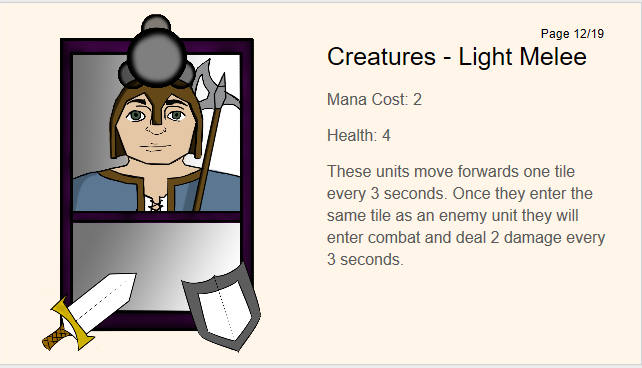 Page 12/19
Creatures - Light Melee
Mana Cost: 2
Health: 4
These units move forwards one tile
every 3 seconds. Once they enter the
same tile as an enemy unit they will
enter combat and deal 2 damage every
3 seconds.